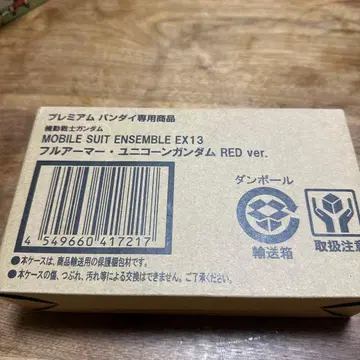 プレミアム バンダイ専用商品
機動戦士ガンダム
MOBILE SUIT ENSEMBLE EX13
フルアーマー・ユニコーンガンダム RED ver.
4 549660 417217
ダンボール
輸送箱
取扱注意
●本ケースは、商品輸送用の保護梱包材です。
●本ケースの傷、つぶれ、汚れ等による交換はできません。ご了承ください。